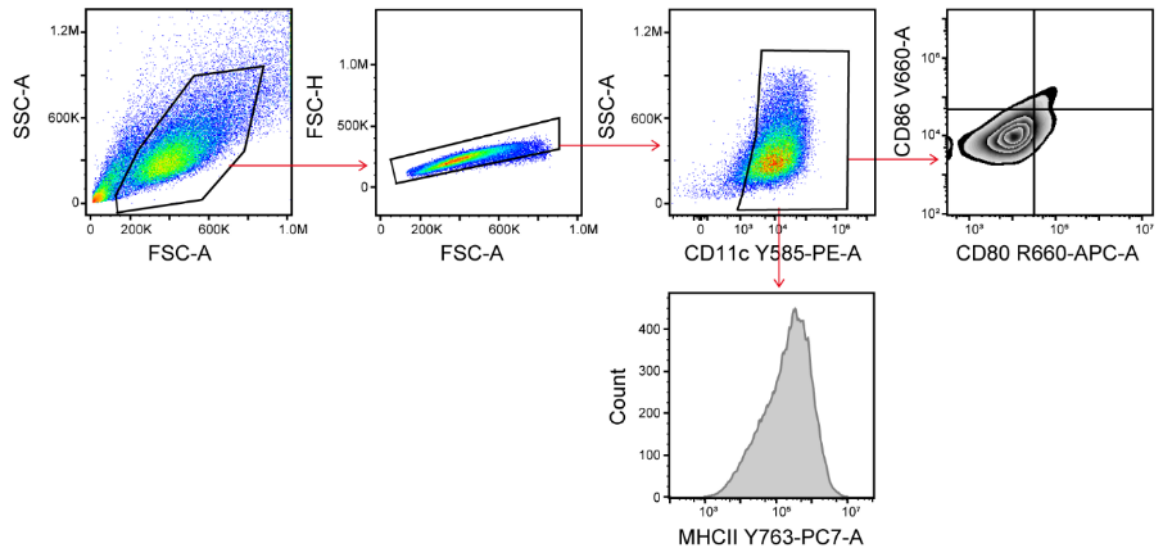 SSC-A
1.2M
600K
0
0 200K 600K 1.0M
FSC-A
FSC-H
1.0M
500K
0
0 200K 600K 1.0M
FSC-A
SSC-A
1.2M
600K
0
0 10³ 10⁴ 10⁶
CD11c Y585-PE-A
CD86 V660-A
10⁶
10⁴
10²
10³ 10⁵ 10⁷
CD80 R660-APC-A
Count
400
300
200
100
0
10³ 10⁵ 10⁷
MHCII Y763-PC7-A